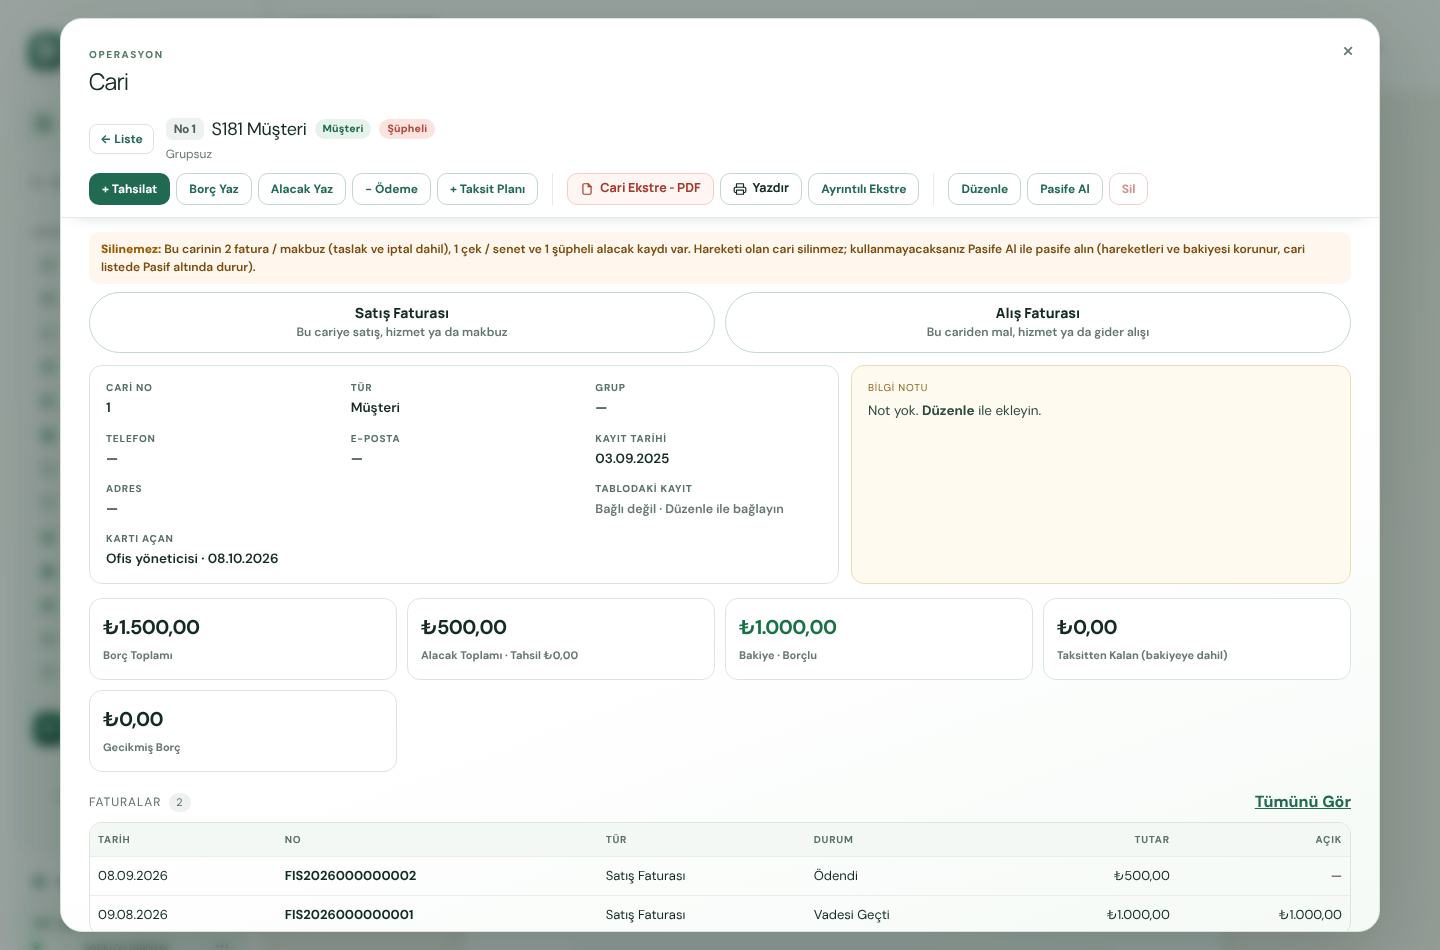 OPERASYON
Cari
×
← Liste
No 1 S181 Müşteri Müşteri Şüpheli
Grupsuz
+ Tahsilat Borç Yaz Alacak Yaz − Ödeme + Taksit Planı Cari Ekstre - PDF Yazdır Ayrıntılı Ekstre Düzenle Pasife Al Sil
Silinemez: Bu carinin 2 fatura / makbuz (taslak ve iptal dahil), 1 çek / senet ve 1 şüpheli alacak kaydı var. Hareketi olan cari silinmez; kullanmayacaksanız Pasife Al ile pasife alın (hareketleri ve bakiyesi korunur, cari
listede Pasif altında durur).
Satış Faturası
Bu cariye satış, hizmet ya da makbuz
Alış Faturası
Bu cariden mal, hizmet ya da gider alışı
CARİ NO TÜR GRUP
1 Müşteri —
TELEFON E-POSTA KAYIT TARİHİ
— — 03.09.2025
ADRES TABLODAKİ KAYIT
— Bağlı değil · Düzenle ile bağlayın
KARTI AÇAN
Ofis yöneticisi · 08.10.2026
BİLGİ NOTU
Not yok. Düzenle ile ekleyin.
₺1.500,00
Borç Toplamı
₺500,00
Alacak Toplamı · Tahsil ₺0,00
₺1.000,00
Bakiye · Borçlu
₺0,00
Taksitten Kalan (bakiyeye dahil)
₺0,00
Gecikmiş Borç
FATURALAR 2 Tümünü Gör
TARİH NO TÜR DURUM TUTAR AÇIK
08.09.2026 FIS2026000000002 Satış Faturası Ödendi ₺500,00 —
09.08.2026 FIS2026000000001 Satış Faturası Vadesi Geçti ₺1.000,00 ₺1.000,00